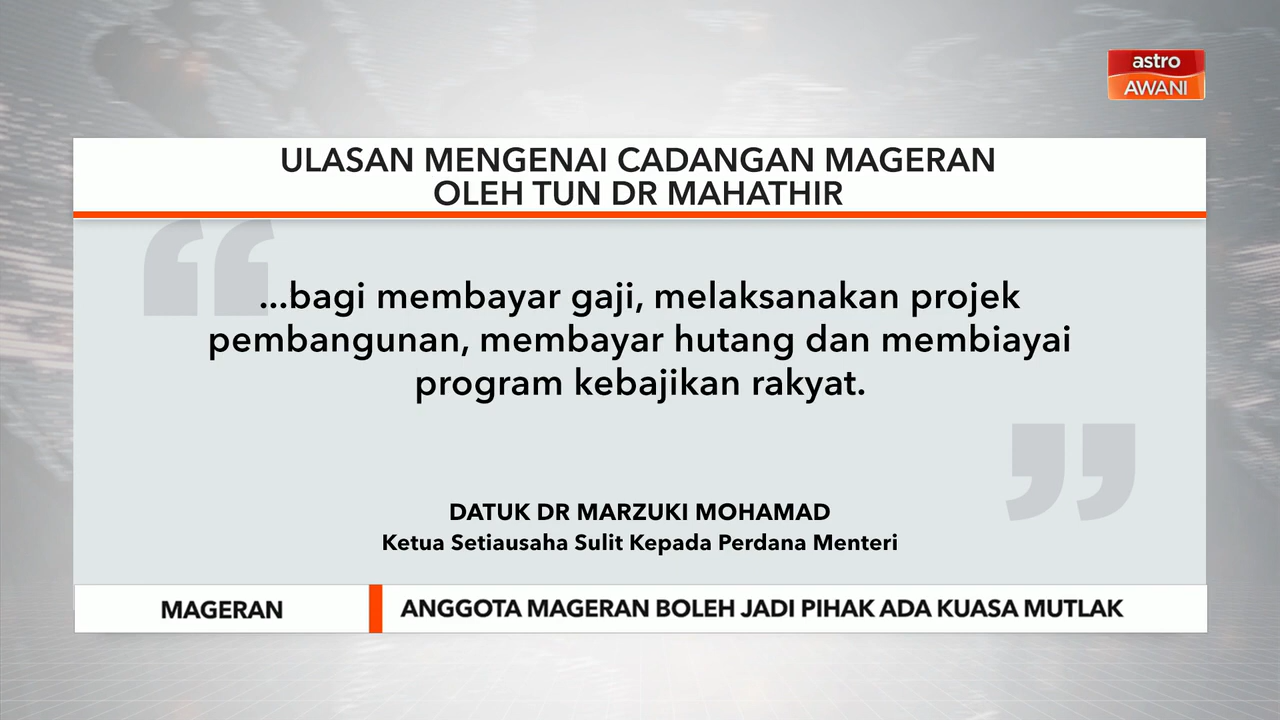 astro
AWANI
ULASAN MENGENAI CADANGAN MAGERAN
OLEH TUN DR MAHATHIR
“
...bagi membayar gaji, melaksanakan projek
pembangunan, membayar hutang dan membiayai
program kebajikan rakyat.
”
DATUK DR MARZUKI MOHAMAD
Ketua Setiausaha Sulit Kepada Perdana Menteri
MAGERAN
ANGGOTA MAGERAN BOLEH JADI PIHAK ADA KUASA MUTLAK